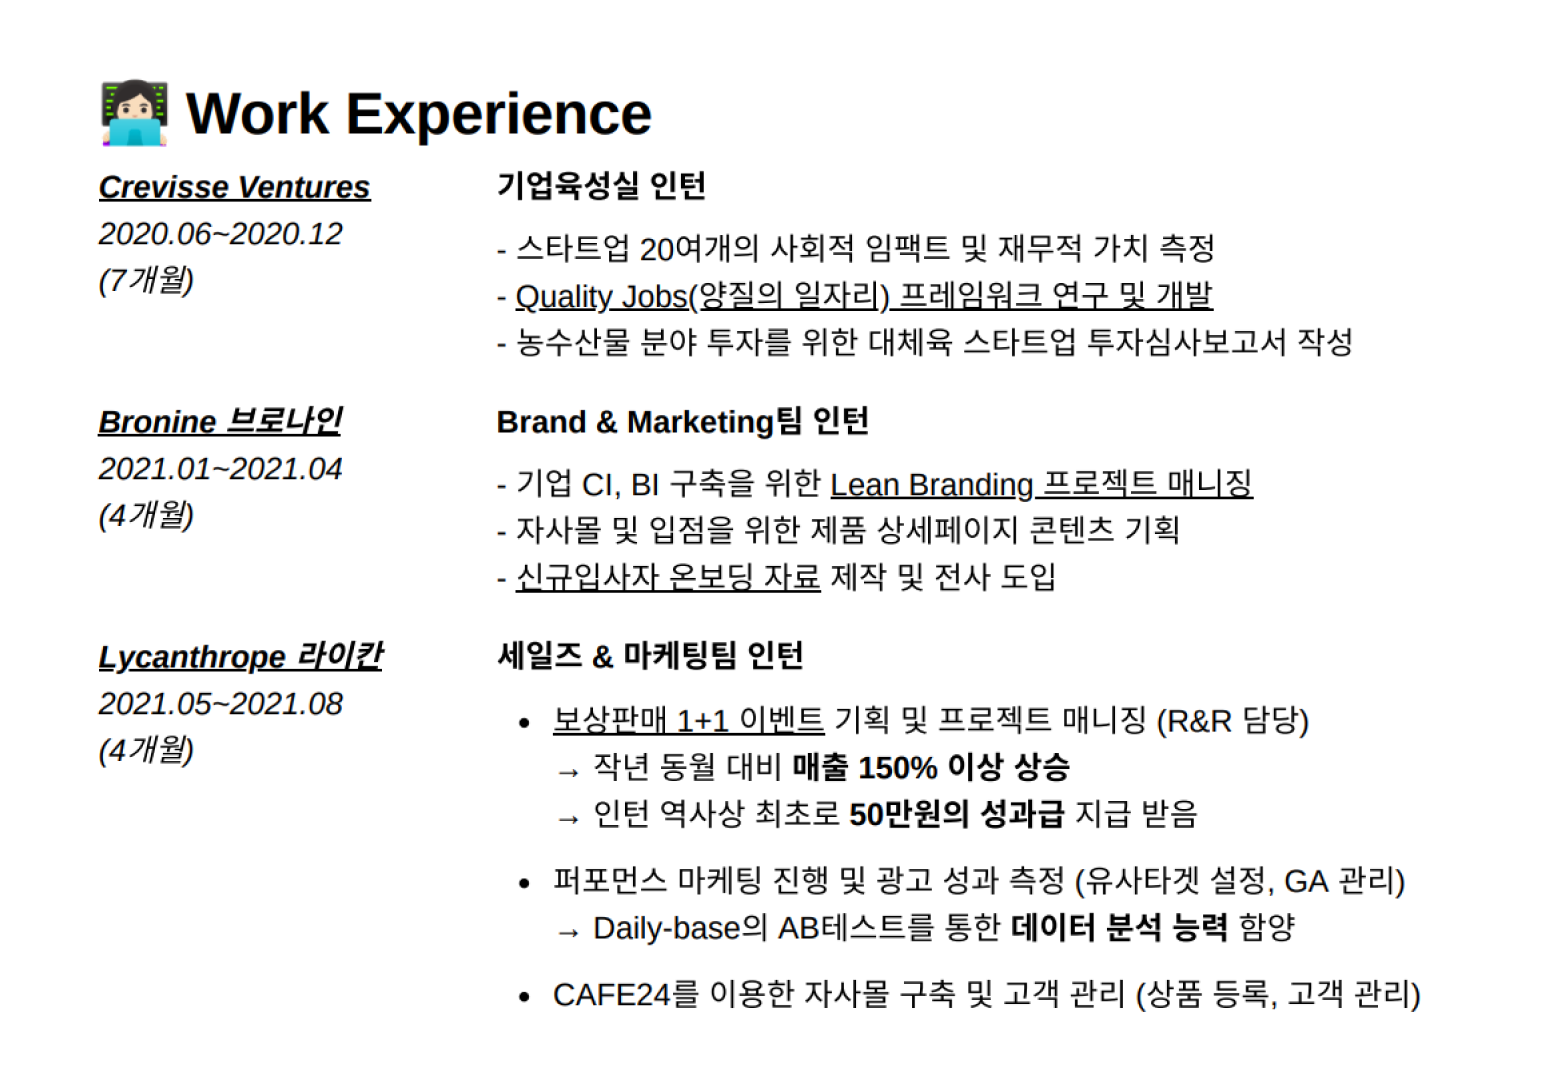 Work Experience
Crevisse Ventures
2020.06~2020.12
(7개월)
기업육성실 인턴
- 스타트업 20여개의 사회적 임팩트 및 재무적 가치 측정
- Quality Jobs(양질의 일자리) 프레임워크 연구 및 개발
- 농수산물 분야 투자를 위한 대체육 스타트업 투자심사보고서 작성
Bronine 브로나인
2021.01~2021.04
(4개월)
Brand & Marketing팀 인턴
- 기업 CI, BI 구축을 위한 Lean Branding 프로젝트 매니징
- 자사몰 및 입점을 위한 제품 상세페이지 콘텐츠 기획
- 신규입사자 온보딩 자료 제작 및 전사 도입
Lycanthrope 라이칸
2021.05~2021.08
(4개월)
세일즈 & 마케팅팀 인턴
• 보상판매 1+1 이벤트 기획 및 프로젝트 매니징 (R&R 담당)
→ 작년 동월 대비 매출 150% 이상 상승
→ 인턴 역사상 최초로 50만원의 성과급 지급 받음
• 퍼포먼스 마케팅 진행 및 광고 성과 측정 (유사타겟 설정, GA 관리)
→ Daily-base의 AB테스트를 통한 데이터 분석 능력 함양
• CAFE24를 이용한 자사몰 구축 및 고객 관리 (상품 등록, 고객 관리)